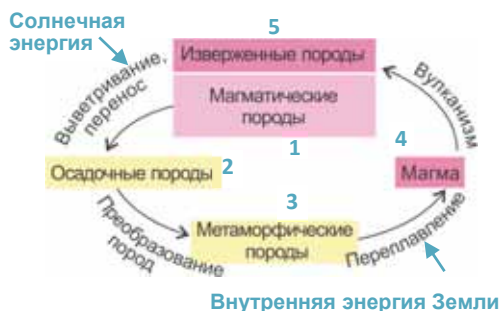 Солнечная
энергия
5
Изверженные породы
Выветривание,
перенос
Магматические
породы
Вулканизм
1
4
Осадочные породы 2
Магма
3
Преобразование
пород
Метаморфические
породы
Переплавление
Внутренняя энергия Земли